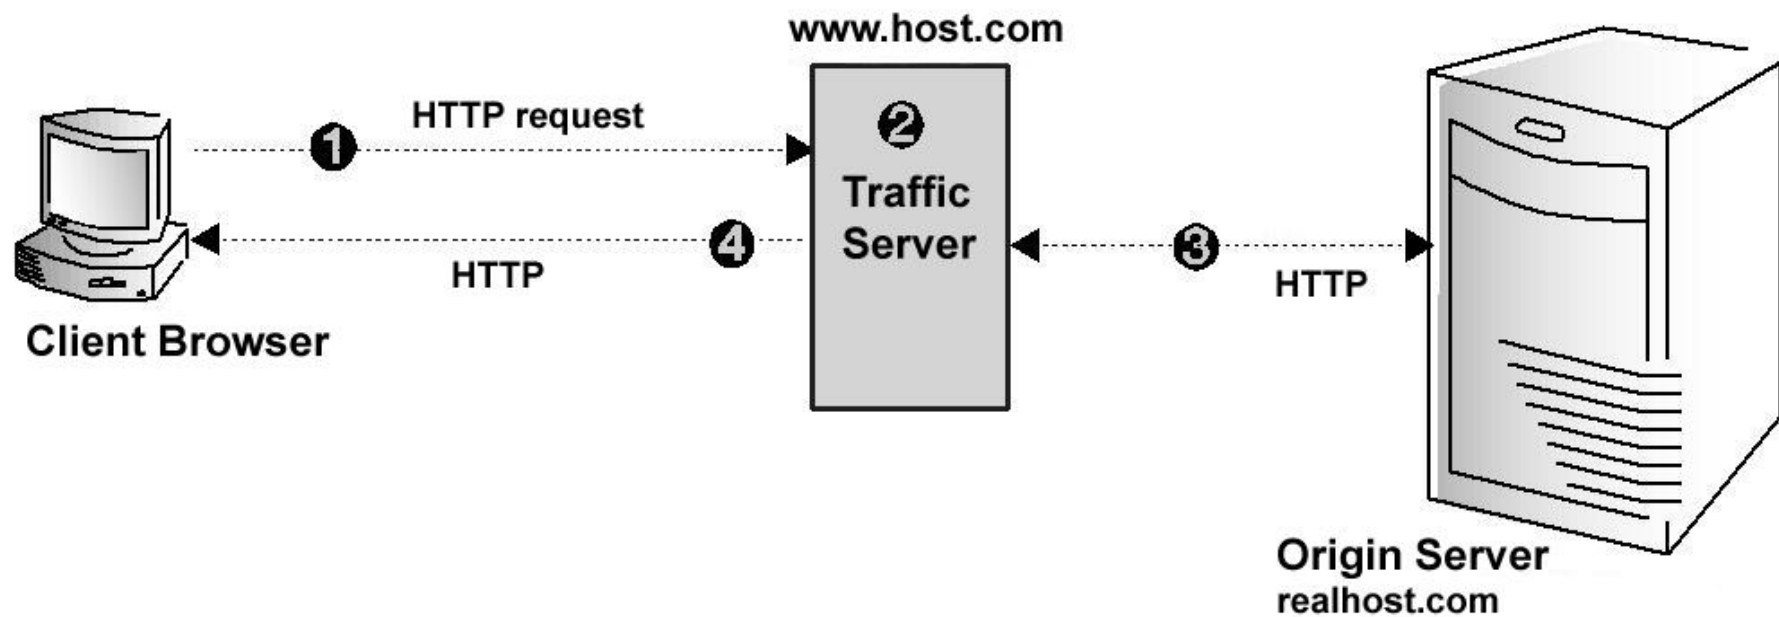 www.host.com
HTTP request
1
2
Traffic
Server
4
3
HTTP
HTTP
Client Browser
Origin Server
realhost.com